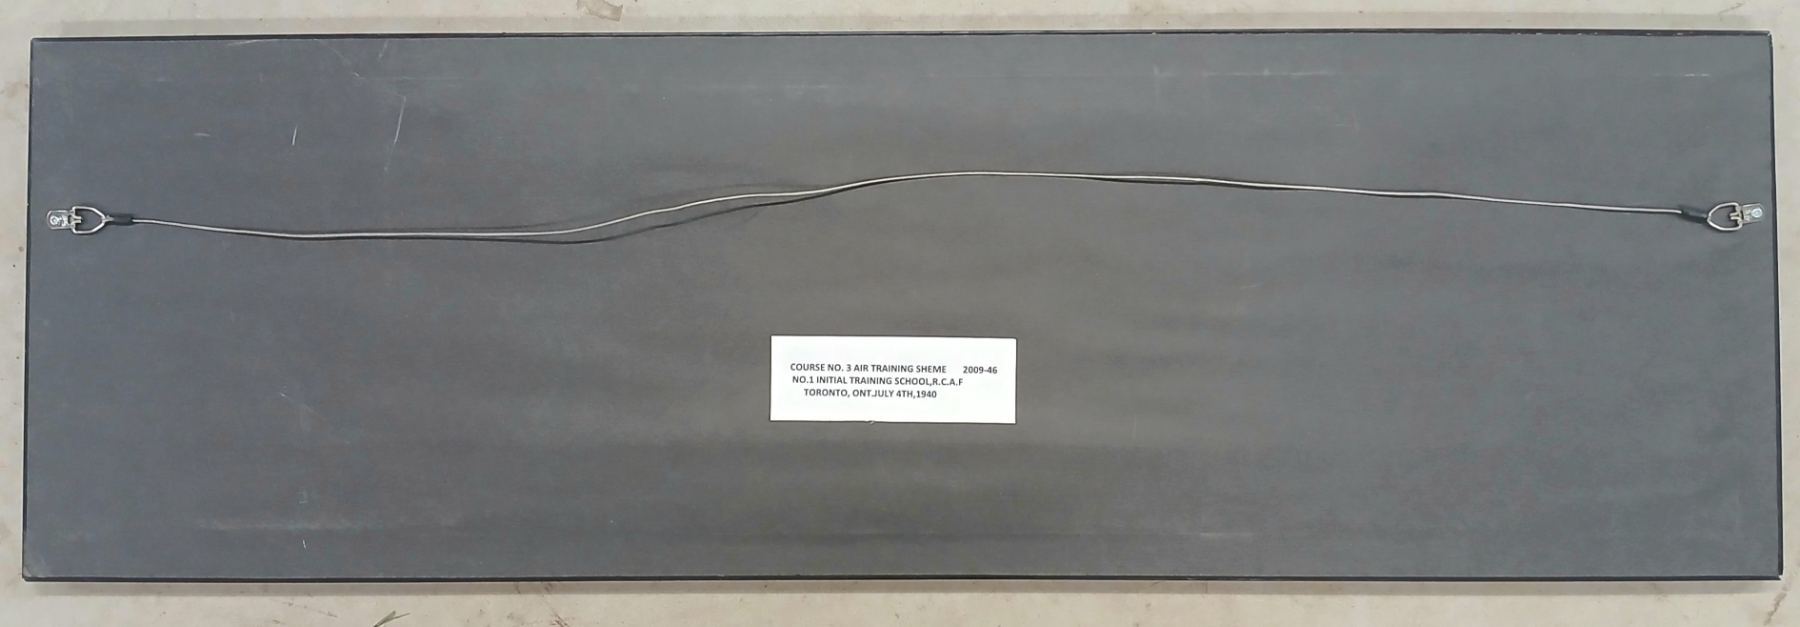 COURSE NO. 3 AIR TRAINING SHEME 2009-46
NO.1 INITIAL TRAINING SCHOOL,R.C.A.F
TORONTO, ONT.JULY 4TH,1940